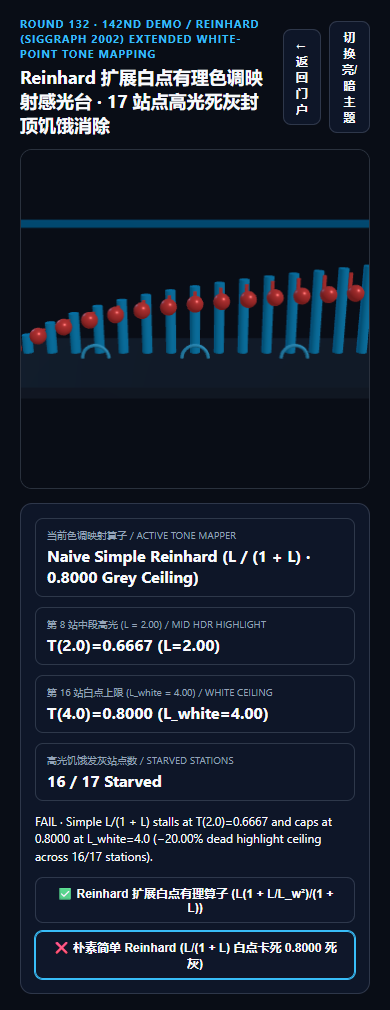 ROUND 132 · 142ND DEMO / REINHARD
(SIGGRAPH 2002) EXTENDED WHITE-
POINT TONE MAPPING
Reinhard 扩展白点有理色调映
射感光台 · 17 站点高光死灰封
顶饥饿消除
←
返
回
门
户
切
换
亮/
暗
主
题
当前色调映射算子 / ACTIVE TONE MAPPER
Naive Simple Reinhard (L / (1 + L) ·
0.8000 Grey Ceiling)
第 8 站中段高光 (L = 2.00) / MID HDR HIGHLIGHT
T(2.0)=0.6667 (L=2.00)
第 16 站白点上限 (L_white = 4.00) / WHITE CEILING
T(4.0)=0.8000 (L_white=4.00)
高光饥饿发灰站点数 / STARVED STATIONS
16 / 17 Starved
FAIL · Simple L/(1 + L) stalls at T(2.0)=0.6667 and caps at
0.8000 at L_white=4.0 (−20.00% dead highlight ceiling
across 16/17 stations).
✅ Reinhard 扩展白点有理算子 (L(1 + L/L_w²)/(1 +
L))
❌ 朴素简单 Reinhard (L/(1 + L) 白点卡死 0.8000 死
灰)